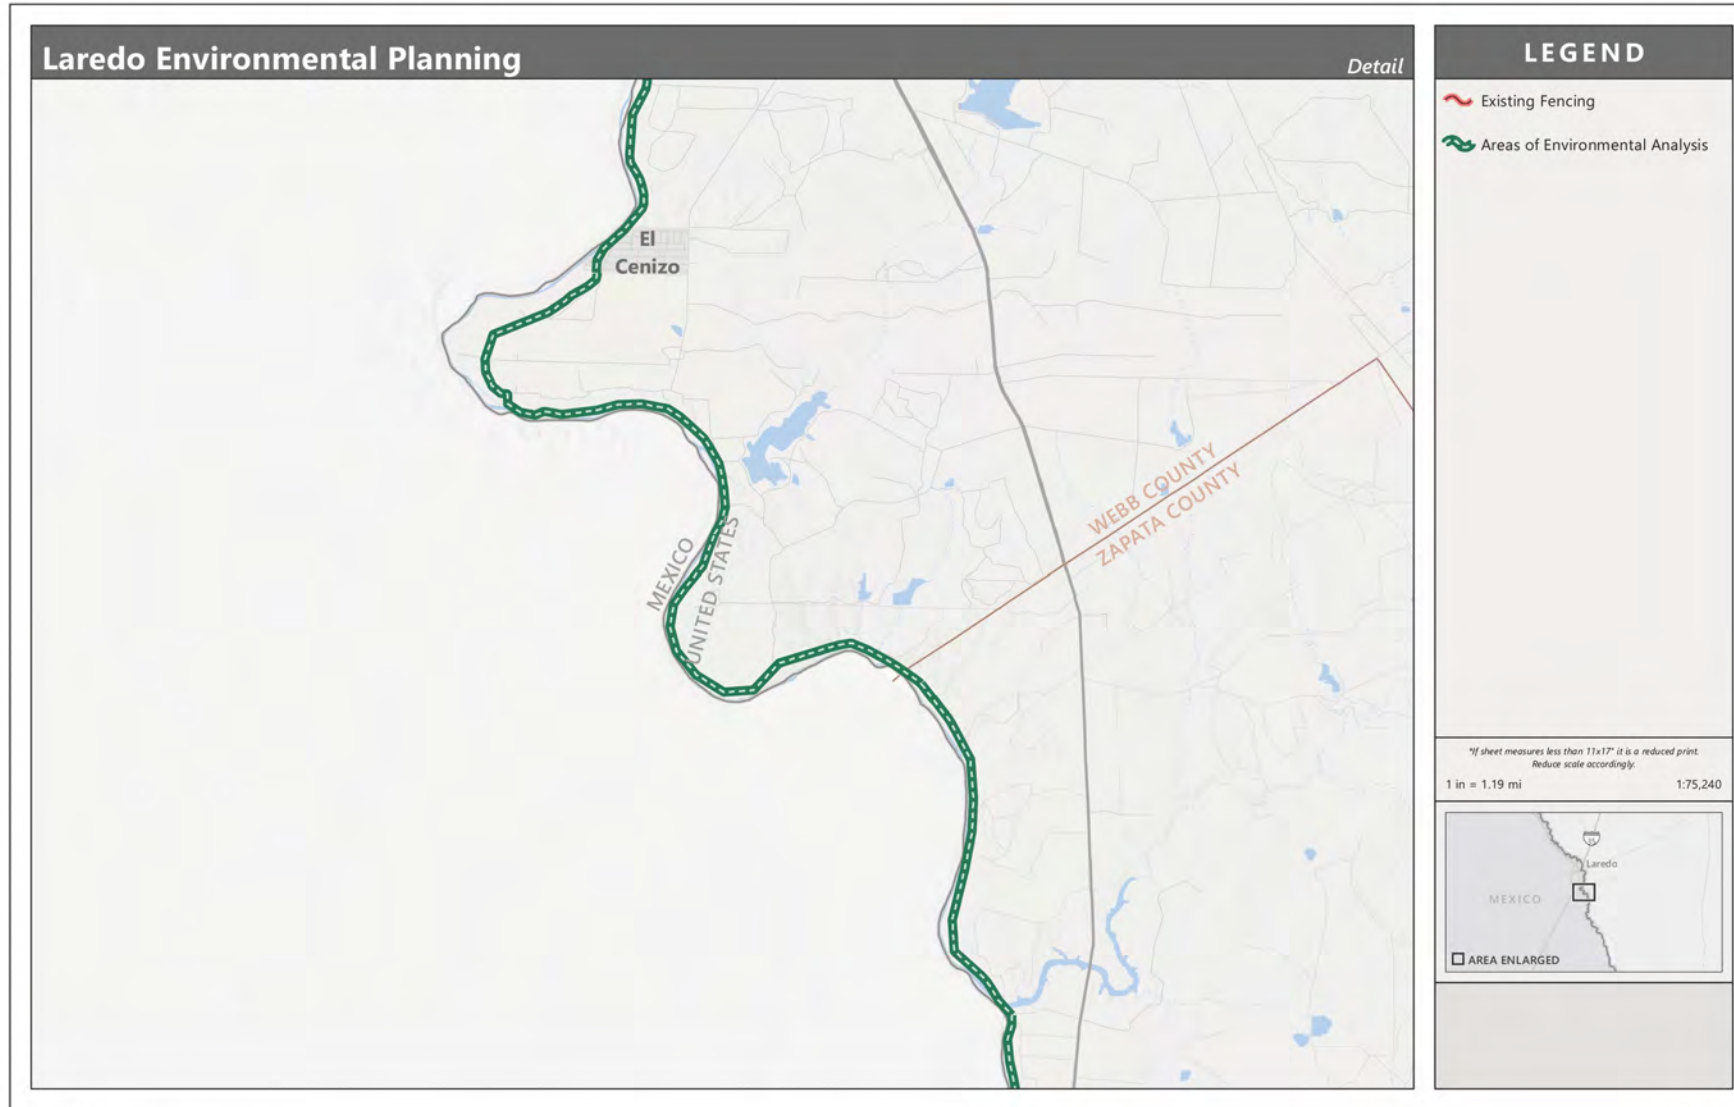 Laredo Environmental Planning
Detail
El
Cenizo
MEXICO
UNITED STATES
WEBB COUNTY
ZAPATA COUNTY
LEGEND
Existing Fencing
Areas of Environmental Analysis
*If sheet measures less than 11x17" it is a reduced print.
Reduce scale accordingly.
1 in = 1.19 mi
1:75,240
35
Laredo
MEXICO
AREA ENLARGED